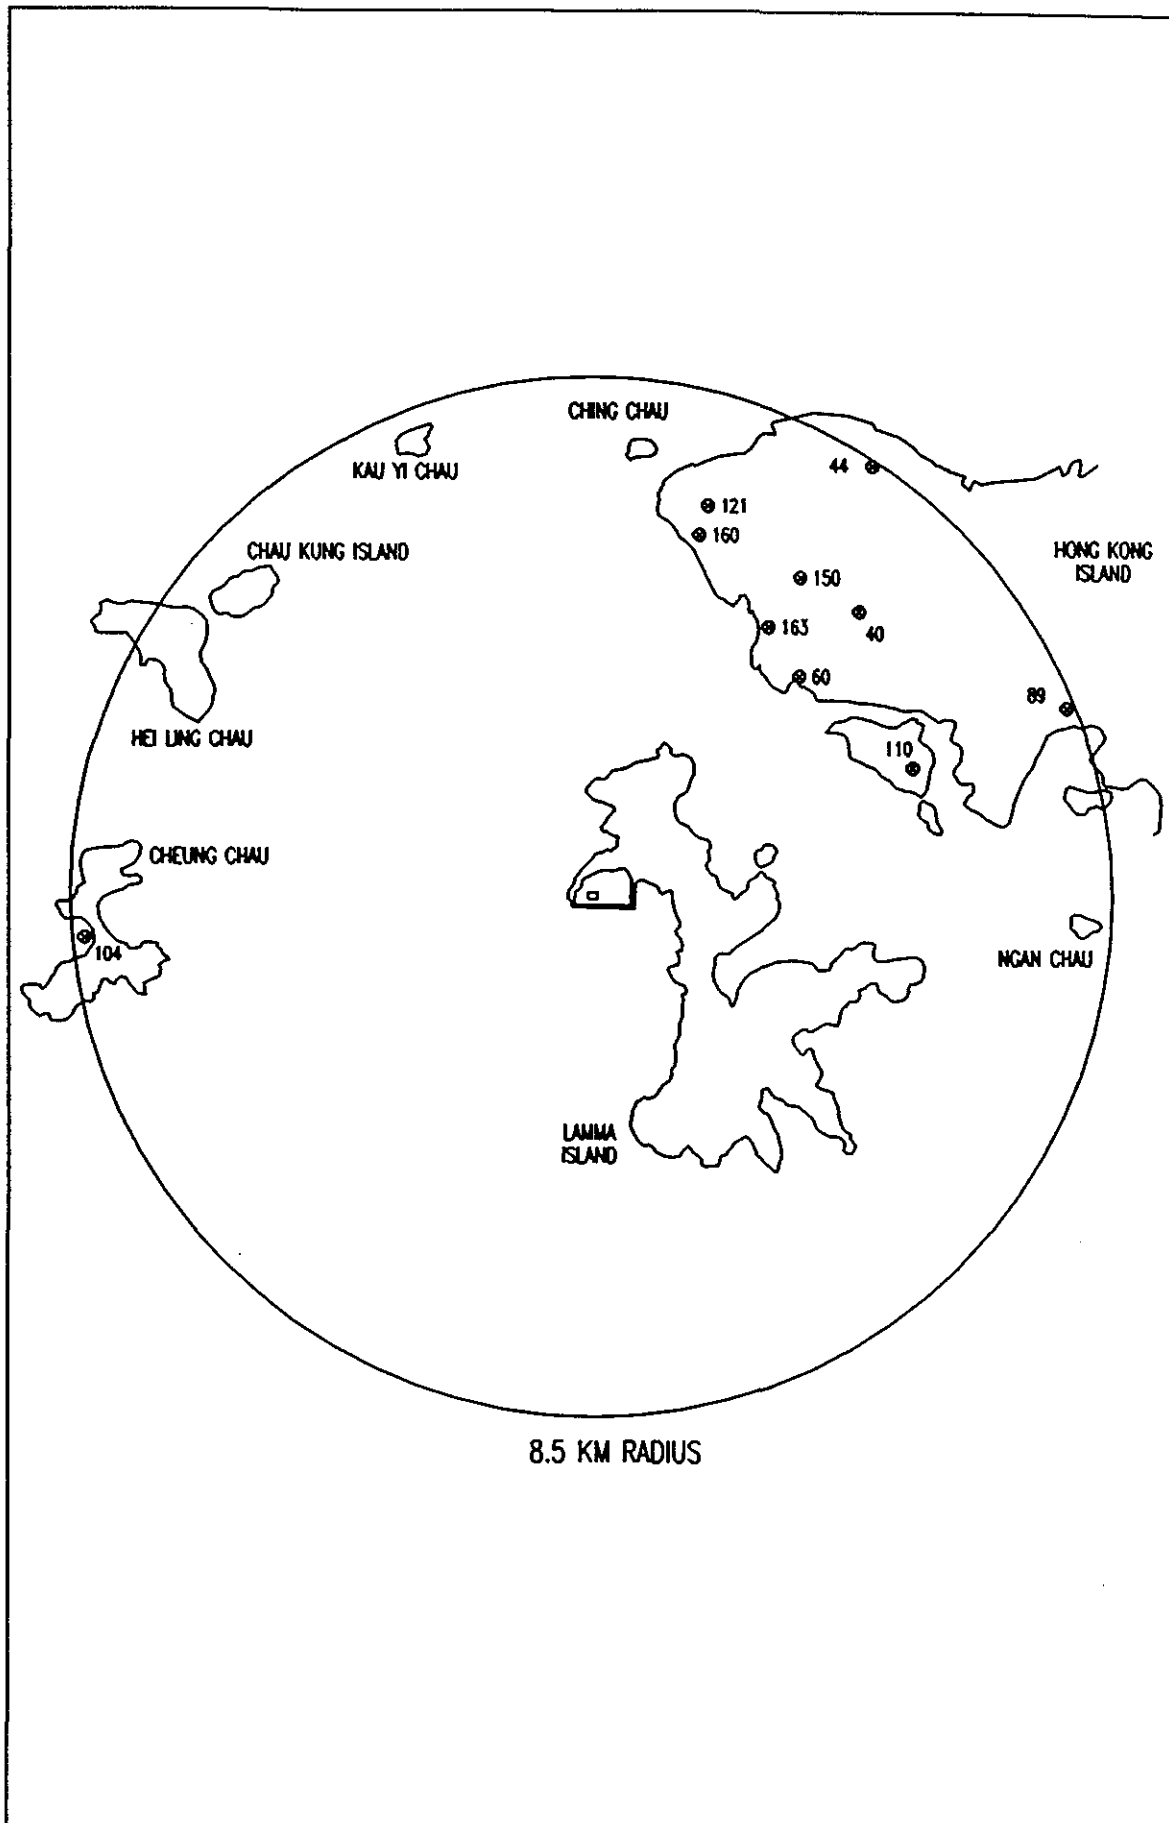 CHING CHAU
KAU YI CHAU
44
121
160
CHAU KUNG ISLAND
HONG KONG
ISLAND
150
163
40
60
89
HEI LING CHAU
110
CHEUNG CHAU
104
NGAN CHAU
LAMMA
ISLAND
8.5 KM RADIUS